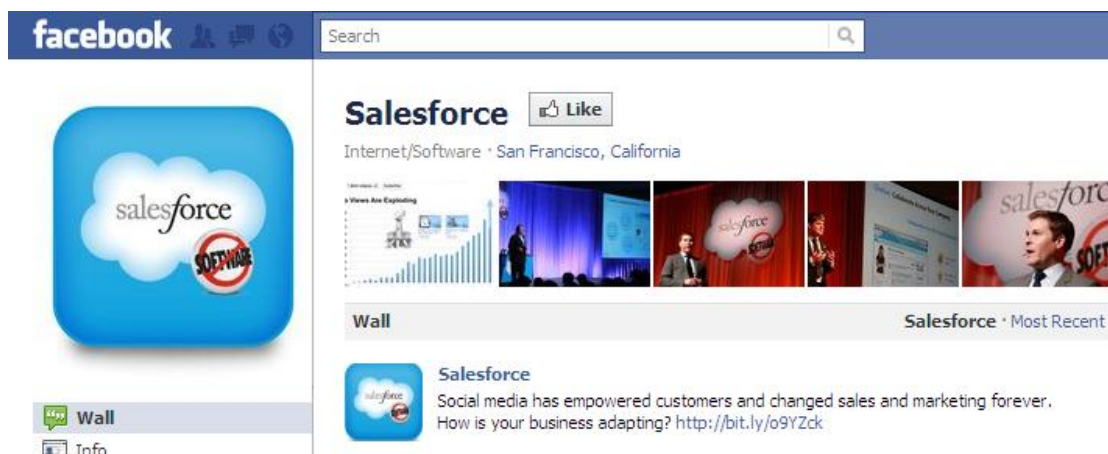 facebook
Search
salesforce
SOFTWARE
Salesforce
Like
Internet/Software · San Francisco, California
Views Are Exploding
salesforce
salesforce
Wall
Salesforce · Most Recent
salesforce
Salesforce
Social media has empowered customers and changed sales and marketing forever.
How is your business adapting? http://bit.ly/o9YZck
Wall
Info